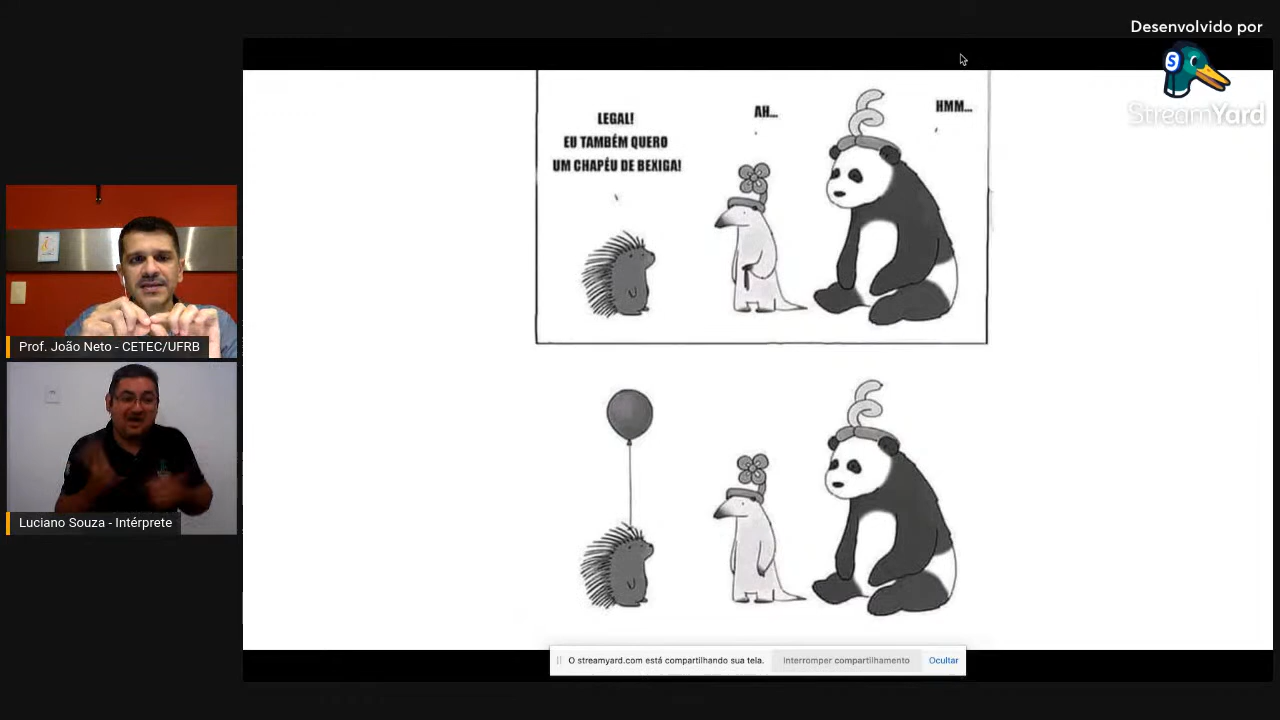 Desenvolvido por
S
StreamYard
LEGAL!
EU TAMBÉM QUERO
UM CHAPÉU DE BEXIGA!
AH...
HMM...
Prof. João Neto - CETEC/UFRB
Luciano Souza - Intérprete
O streamyard.com está compartilhando sua tela.
Interromper compartilhamento
Ocultar